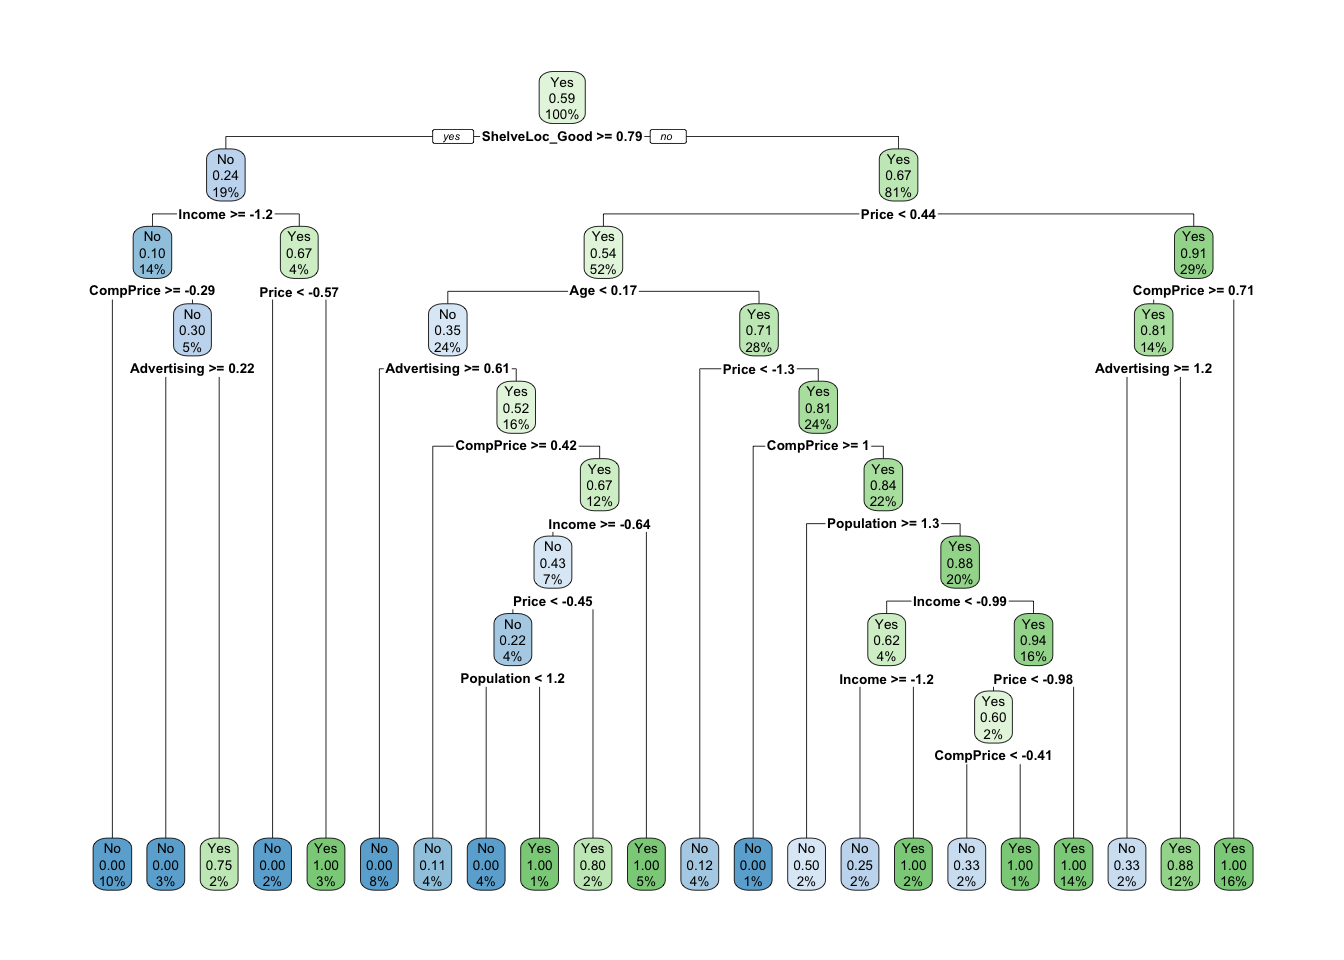 Yes
0.59
100%
yes
ShelveLoc_Good >= 0.79
no
No
0.24
19%
Yes
0.67
81%
Income >= -1.2
Price < 0.44
No
0.10
14%
Yes
0.67
4%
Yes
0.54
52%
Yes
0.91
29%
CompPrice >= -0.29
Price < -0.57
Age < 0.17
CompPrice >= 0.71
No
0.30
5%
No
0.35
24%
Yes
0.71
28%
Yes
0.81
14%
Advertising >= 0.22
Advertising >= 0.61
Price < -1.3
Advertising >= 1.2
Yes
0.52
16%
Yes
0.81
24%
CompPrice >= 0.42
CompPrice >= 1
Yes
0.67
12%
Yes
0.84
22%
Income >= -0.64
Population >= 1.3
No
0.43
7%
Yes
0.88
20%
Price < -0.45
Income < -0.99
No
0.22
4%
Yes
0.62
4%
Yes
0.94
16%
Population < 1.2
Income >= -1.2
Price < -0.98
Yes
0.60
2%
CompPrice < -0.41
No
0.00
10%
No
0.00
3%
Yes
0.75
2%
No
0.00
2%
Yes
1.00
3%
No
0.00
8%
No
0.11
4%
No
0.00
4%
Yes
1.00
1%
Yes
0.80
2%
Yes
1.00
5%
No
0.12
4%
No
0.00
1%
No
0.50
2%
No
0.25
2%
Yes
1.00
2%
No
0.33
2%
Yes
1.00
1%
Yes
1.00
14%
No
0.33
2%
Yes
0.88
12%
Yes
1.00
16%